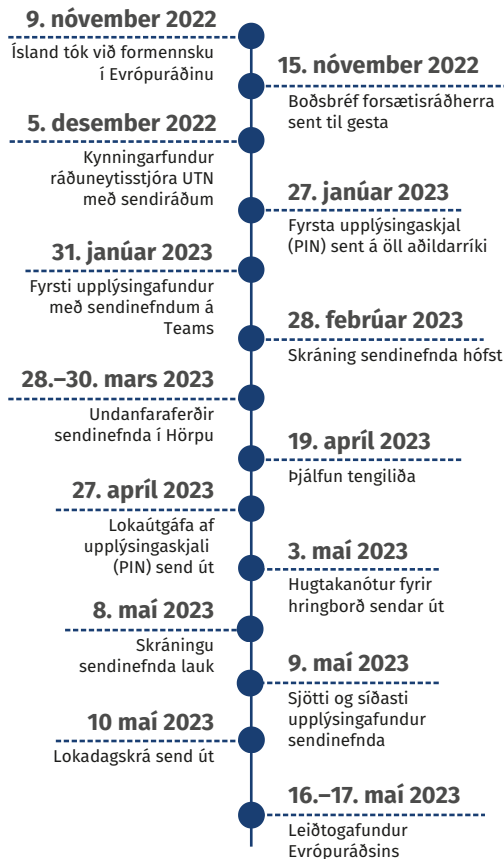 9. nóvember 2022
Ísland tók við formennsku
í Evrópuráðinu
15. nóvember 2022
Boðsbréf forsætisráðherra
sent til gesta
5. desember 2022
Kynningarfundur
ráðuneytisstjóra UTN
með sendiráðum
27. janúar 2023
Fyrsta upplýsingaskjal
(PIN) sent á öll aðildarríki
31. janúar 2023
Fyrsti upplýsingafundur
með sendinefndum á
Teams
28. febrúar 2023
Skráning sendinefnda hófst
28.–30. mars 2023
Undanfaraferðir
sendinefnda í Hörpu
19. apríl 2023
Þjálfun tengiliða
27. apríl 2023
Lokaútgáfa af
upplýsingaskjali
(PIN) send út
3. maí 2023
Hugtakanótur fyrir
hringborð sendar út
8. maí 2023
Skráningu
sendinefnda lauk
9. maí 2023
Sjötti og síðasti
upplýsingafundur
sendinefnda
10 maí 2023
Lokadagskrá send út
16.–17. maí 2023
Leiðtogafundur
Evrópuráðsins